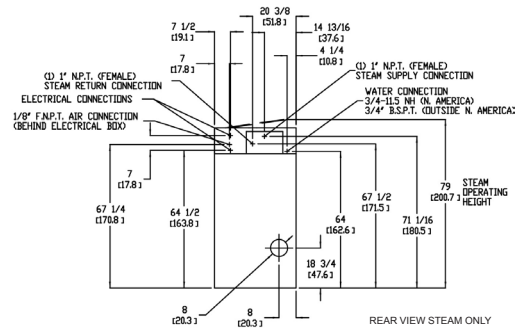 20 3/8
[51.8]
7 1/2
[19.1]
14 13/16
[37.6]
4 1/4
[10.8]
7
[17.8]
(1) 1" N.P.T. (FEMALE)
STEAM RETURN CONNECTION
(1) 1" N.P.T. (FEMALE)
STEAM SUPPLY CONNECTION
ELECTRICAL CONNECTIONS
WATER CONNECTION
3/4-11.5 NH (N. AMERICA)
3/4" B.S.P.T. (OUTSIDE N. AMERICA)
1/8" F.N.P.T. AIR CONNECTION
(BEHIND ELECTRICAL BOX)
7
[17.8]
79
[200.7]
STEAM
OPERATING
HEIGHT
67 1/4
[170.8]
64 1/2
[163.8]
64
[162.6]
67 1/2
[171.5]
71 1/16
[180.5]
18 3/4
[47.6]
8
[20.3]
8
[20.3]
REAR VIEW STEAM ONLY